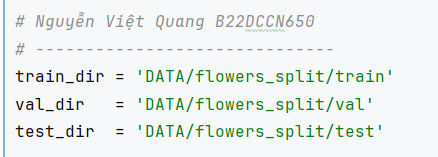 # Nguyễn Việt Quang B22DCCN650
# ------------------------------
train_dir = 'DATA/flowers_split/train'
val_dir   = 'DATA/flowers_split/val'
test_dir  = 'DATA/flowers_split/test'